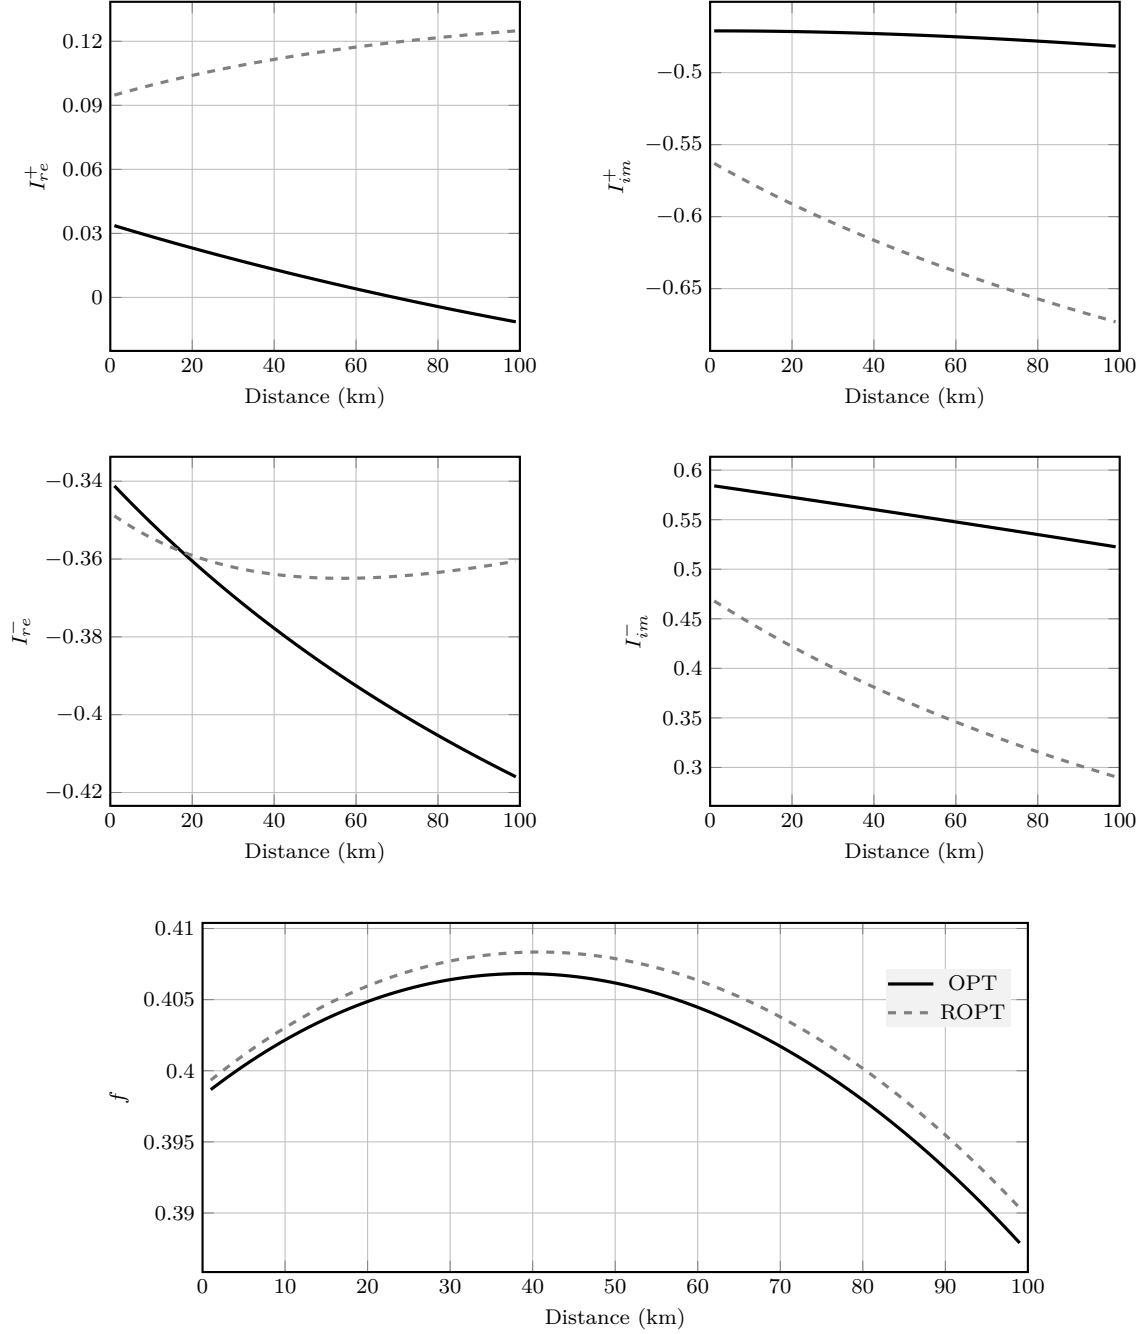 0.12
0.09
0.06
0.03
0
I_{re}^{+}
0 20 40 60 80 100
Distance (km)
−0.5
−0.55
−0.6
−0.65
I_{im}^{+}
0 20 40 60 80 100
Distance (km)
−0.34
−0.36
−0.38
−0.4
−0.42
I_{re}^{−}
0 20 40 60 80 100
Distance (km)
0.6
0.55
0.5
0.45
0.4
0.35
0.3
I_{im}^{−}
0 20 40 60 80 100
Distance (km)
0.41
0.405
0.4
0.395
0.39
f
OPT
ROPT
0 10 20 30 40 50 60 70 80 90 100
Distance (km)